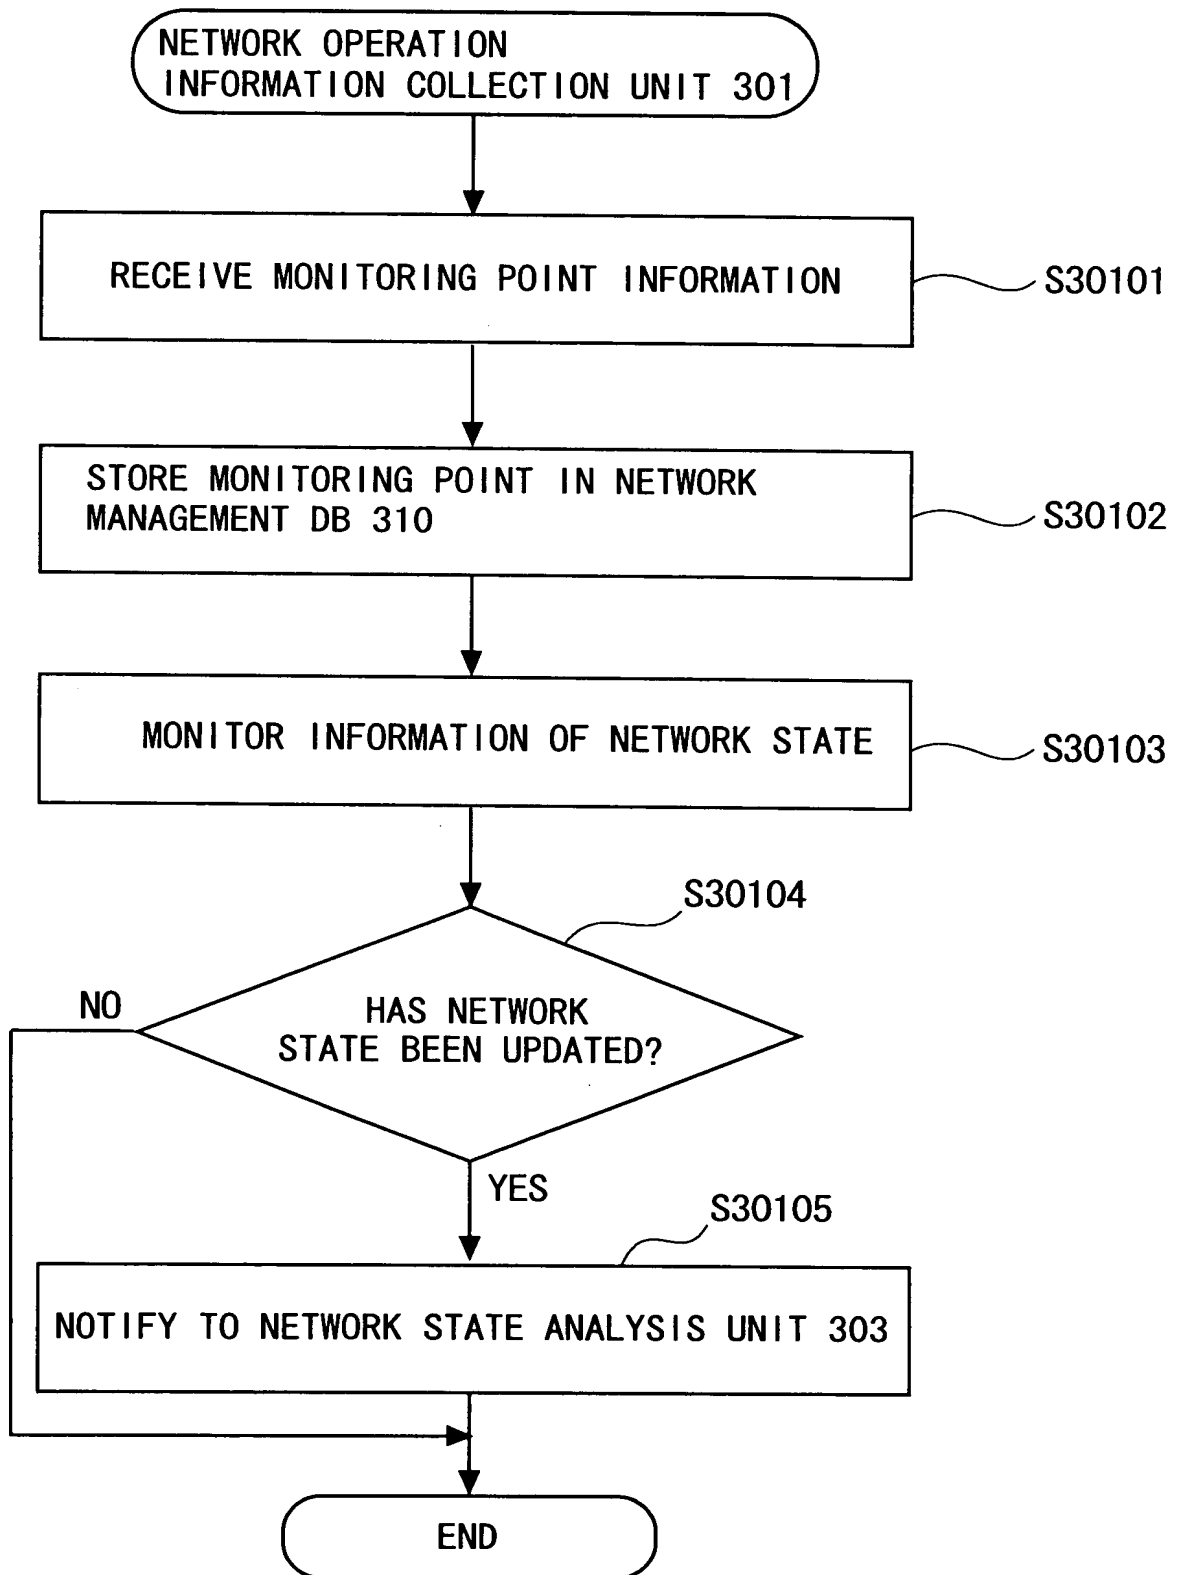 NETWORK OPERATION
INFORMATION COLLECTION UNIT 301
RECEIVE MONITORING POINT INFORMATION
S30101
STORE MONITORING POINT IN NETWORK
MANAGEMENT DB 310
S30102
MONITOR INFORMATION OF NETWORK STATE
S30103
S30104
NO
HAS NETWORK
STATE BEEN UPDATED?
YES
S30105
NOTIFY TO NETWORK STATE ANALYSIS UNIT 303
END